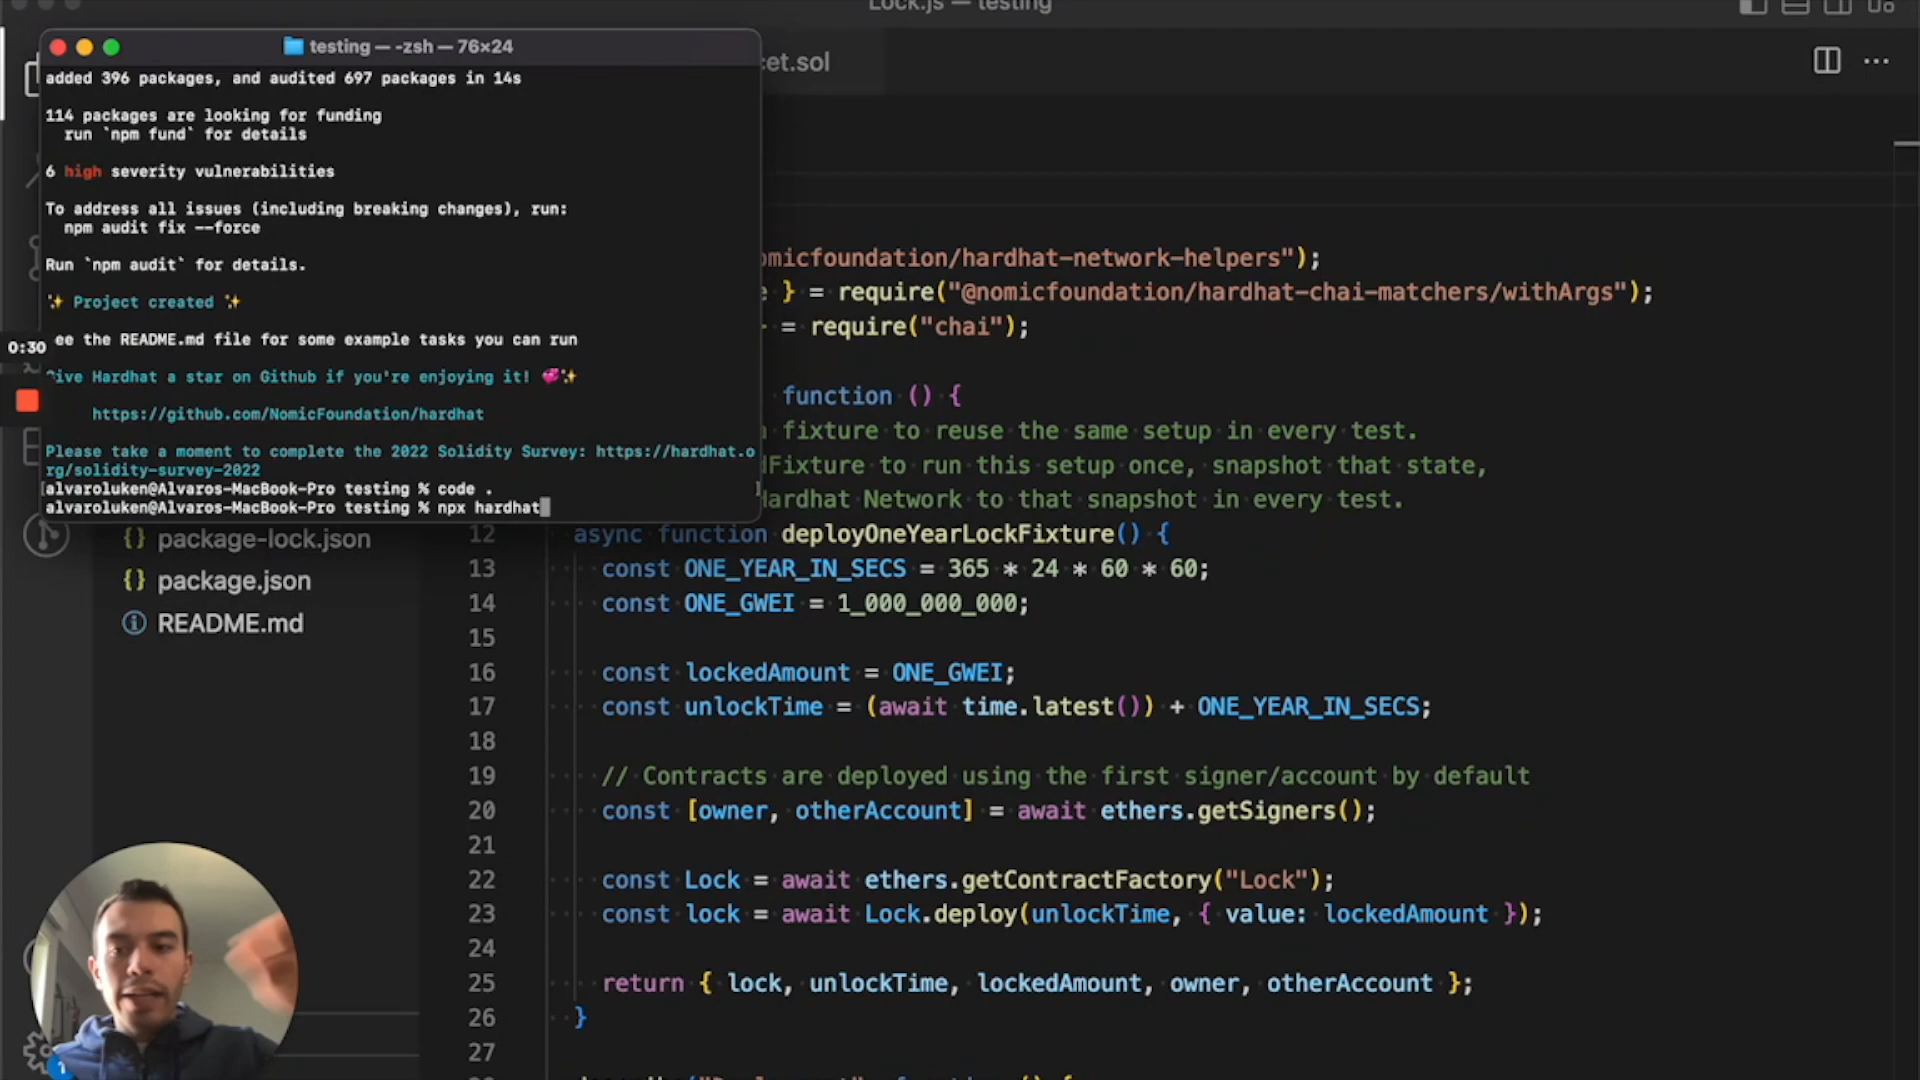 Lock.js — testing
testing — -zsh — 76×24
added 396 packages, and audited 697 packages in 14s
114 packages are looking for funding
run `npm fund` for details
6 high severity vulnerabilities
To address all issues (including breaking changes), run:
npm audit fix --force
Run `npm audit` for details.
✨ Project created ✨
ee the README.md file for some example tasks you can run
0:30
ive Hardhat a star on Github if you're enjoying it! 💞✨
https://github.com/NomicFoundation/hardhat
Please take a moment to complete the 2022 Solidity Survey: https://hardhat.o
rg/solidity-survey-2022
[alvaroluken@Alvaros-MacBook-Pro testing % code . ]
alvaroluken@Alvaros-MacBook-Pro testing % npx hardhat
package-lock.json
package.json
README.md
cet.sol
omicfoundation/hardhat-network-helpers");
e } = require("@nomicfoundation/hardhat-chai-matchers/withArgs");
} = require("chai");
function () {
fixture to reuse the same setup in every test.
dFixture to run this setup once, snapshot that state,
Hardhat Network to that snapshot in every test.
12 async function deployOneYearLockFixture() {
13 const ONE_YEAR_IN_SECS = 365 * 24 * 60 * 60;
14 const ONE_GWEI = 1_000_000_000;
15
16 const lockedAmount = ONE_GWEI;
17 const unlockTime = (await time.latest()) + ONE_YEAR_IN_SECS;
18
19 // Contracts are deployed using the first signer/account by default
20 const [owner, otherAccount] = await ethers.getSigners();
21
22 const Lock = await ethers.getContractFactory("Lock");
23 const lock = await Lock.deploy(unlockTime, { value: lockedAmount });
24
25 return { lock, unlockTime, lockedAmount, owner, otherAccount };
26 }
27